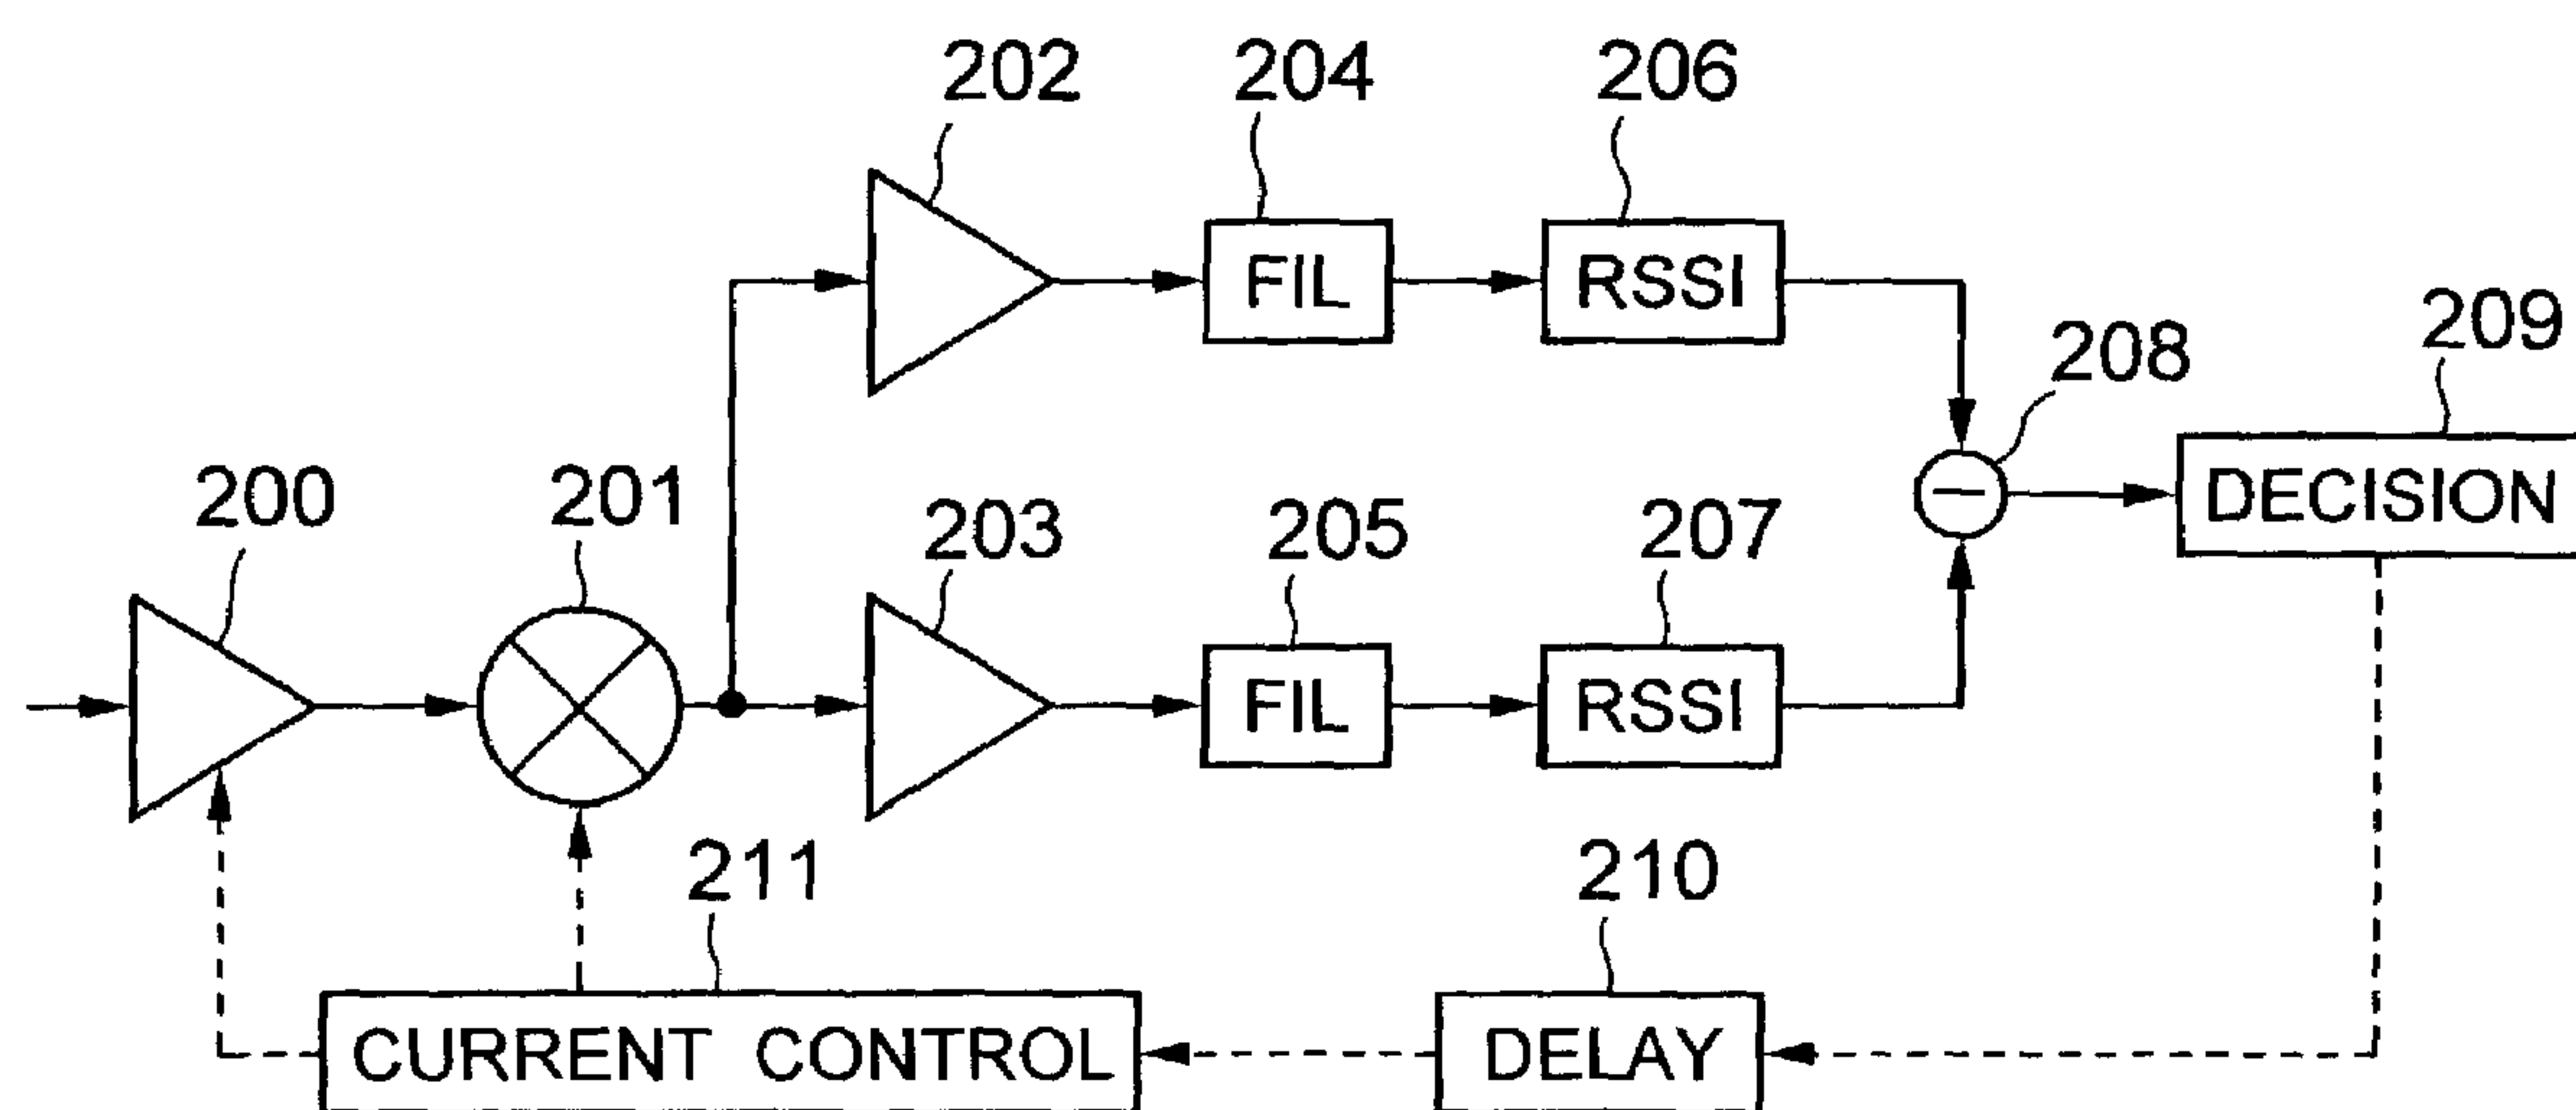 202 204 206
FIL RSSI
208 209
DECISION
200 201 203 205 207
FIL RSSI
211 210
CURRENT CONTROL DELAY